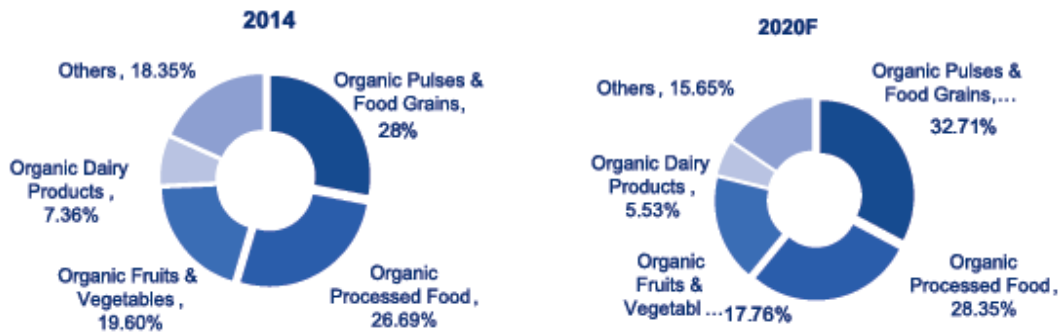 2014
Others , 18.35%
Organic Pulses &
Food Grains,
28%
Organic Dairy
Products ,
7.36%
Organic Fruits &
Vegetables ,
19.60%
Organic
Processed Food,
26.69%
2020F
Others , 15.65%
Organic Pulses &
Food Grains,...
32.71%
Organic Dairy
Products ,
5.53%
Organic
Fruits &
Vegetabl ...17.76%
Organic
Processed Food,
28.35%